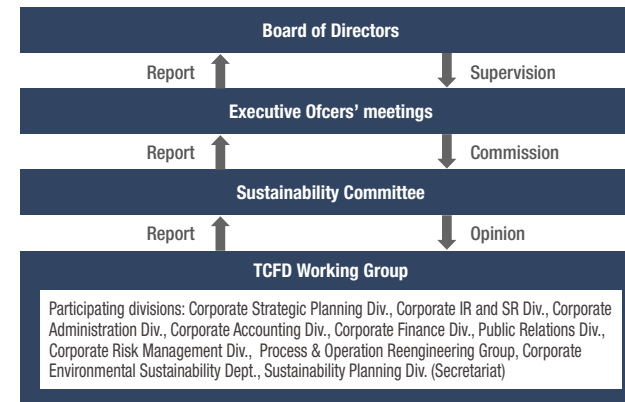 Board of Directors
Report
Supervision
Executive Ofcers' meetings
Report
Commission
Sustainability Committee
Report
Opinion
TCFD Working Group
Participating divisions: Corporate Strategic Planning Div., Corporate IR and SR Div., Corporate
Administration Div., Corporate Accounting Div., Corporate Finance Div., Public Relations Div.,
Corporate Risk Management Div.,  Process & Operation Reengineering Group, Corporate
Environmental Sustainability Dept., Sustainability Planning Div. (Secretariat)